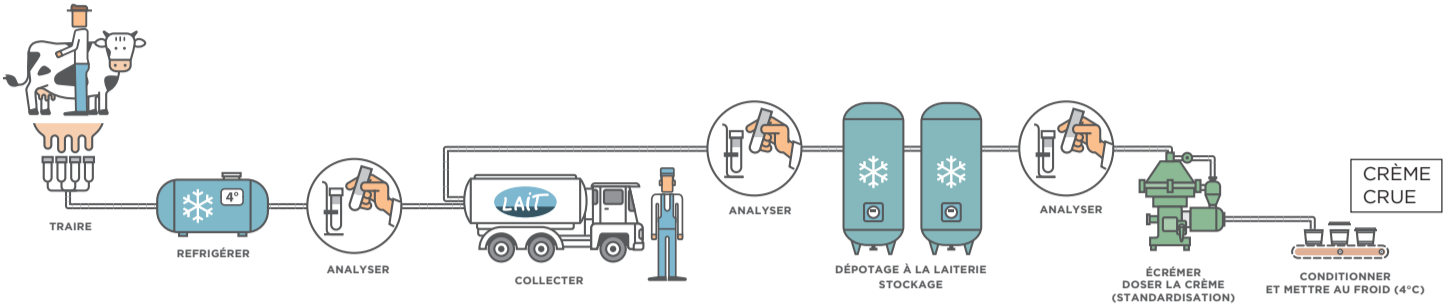 TRAIRE
4°
REFRIGÉRER
ANALYSER
LAIT
COLLECTER
ANALYSER
DÉPOTAGE À LA LAITERIE
STOCKAGE
ANALYSER
ÉCRÉMER
DOSER LA CRÈME
(STANDARDISATION)
CRÈME
CRUE
CONDITIONNER
ET METTRE AU FROID (4°C)